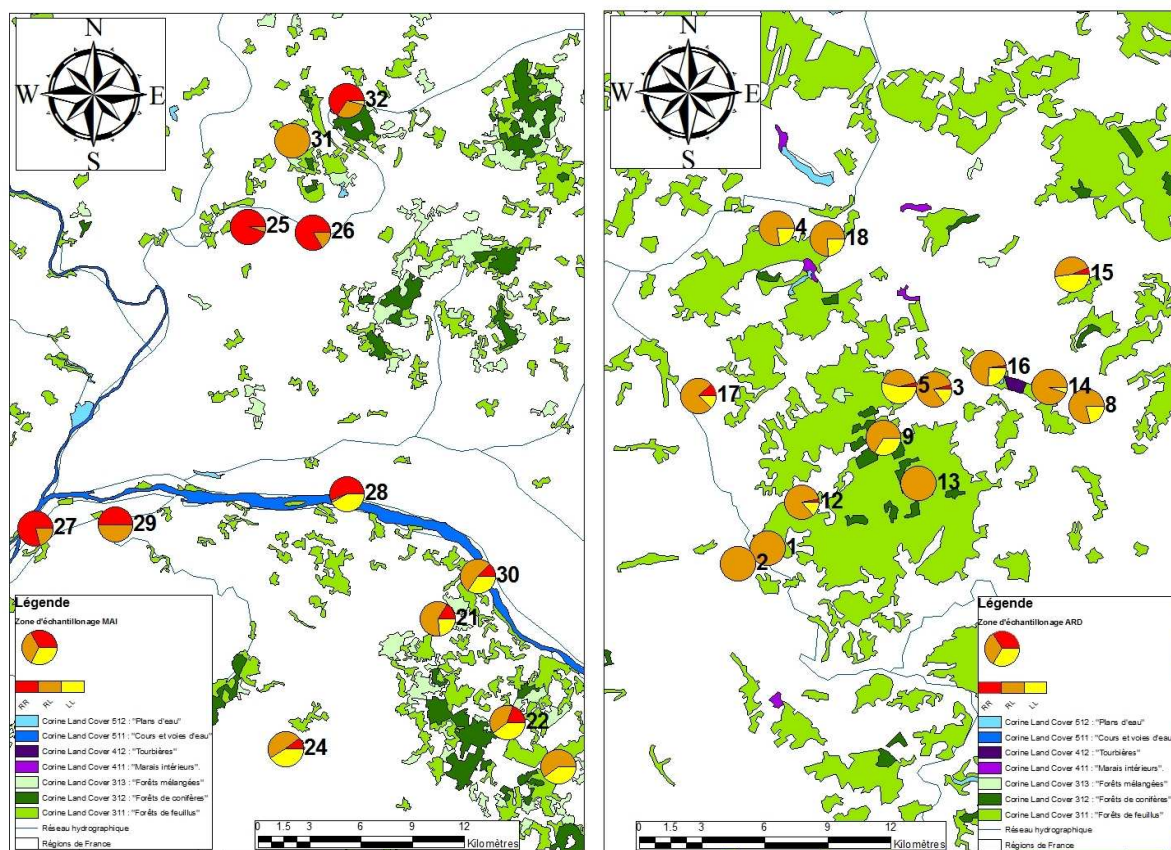 N
W E
S
32
31
25
26
28
27
29
30
21
22
24
Légende
Zone d'échantillonage MAI
RR RL LL
Corine Land Cover 512 : "Plans d'eau"
Corine Land Cover 511 : "Cours et voies d'eau"
Corine Land Cover 412 : "Tourbières"
Corine Land Cover 411 : "Marais intérieurs".
Corine Land Cover 313 : "Forêts mélangées"
Corine Land Cover 312 : "Forêts de conifères"
Corine Land Cover 311 : "Forêts de feuillus"
Réseau hydrographique
Régions de France
0 1.5 3 6 9 12
Kilomètres
N
W E
S
4
18
15
16
17
5
3
14
8
9
13
12
1
2
Légende
Zone d'échantillonage ARD
RR RL LL
Corine Land Cover 512 : "Plans d'eau"
Corine Land Cover 511 : "Cours et voies d'eau
Corine Land Cover 412 : "Tourbières"
Corine Land Cover 411 : "Marais intérieurs".
Corine Land Cover 313 : "Forêts mélangées"
Corine Land Cover 312 : "Forêts de conifères"
Corine Land Cover 311 : "Forêts de feuillus"
Réseau hydrographique
Régions de France
0 1.5 3 6 9 12
Kilomètres